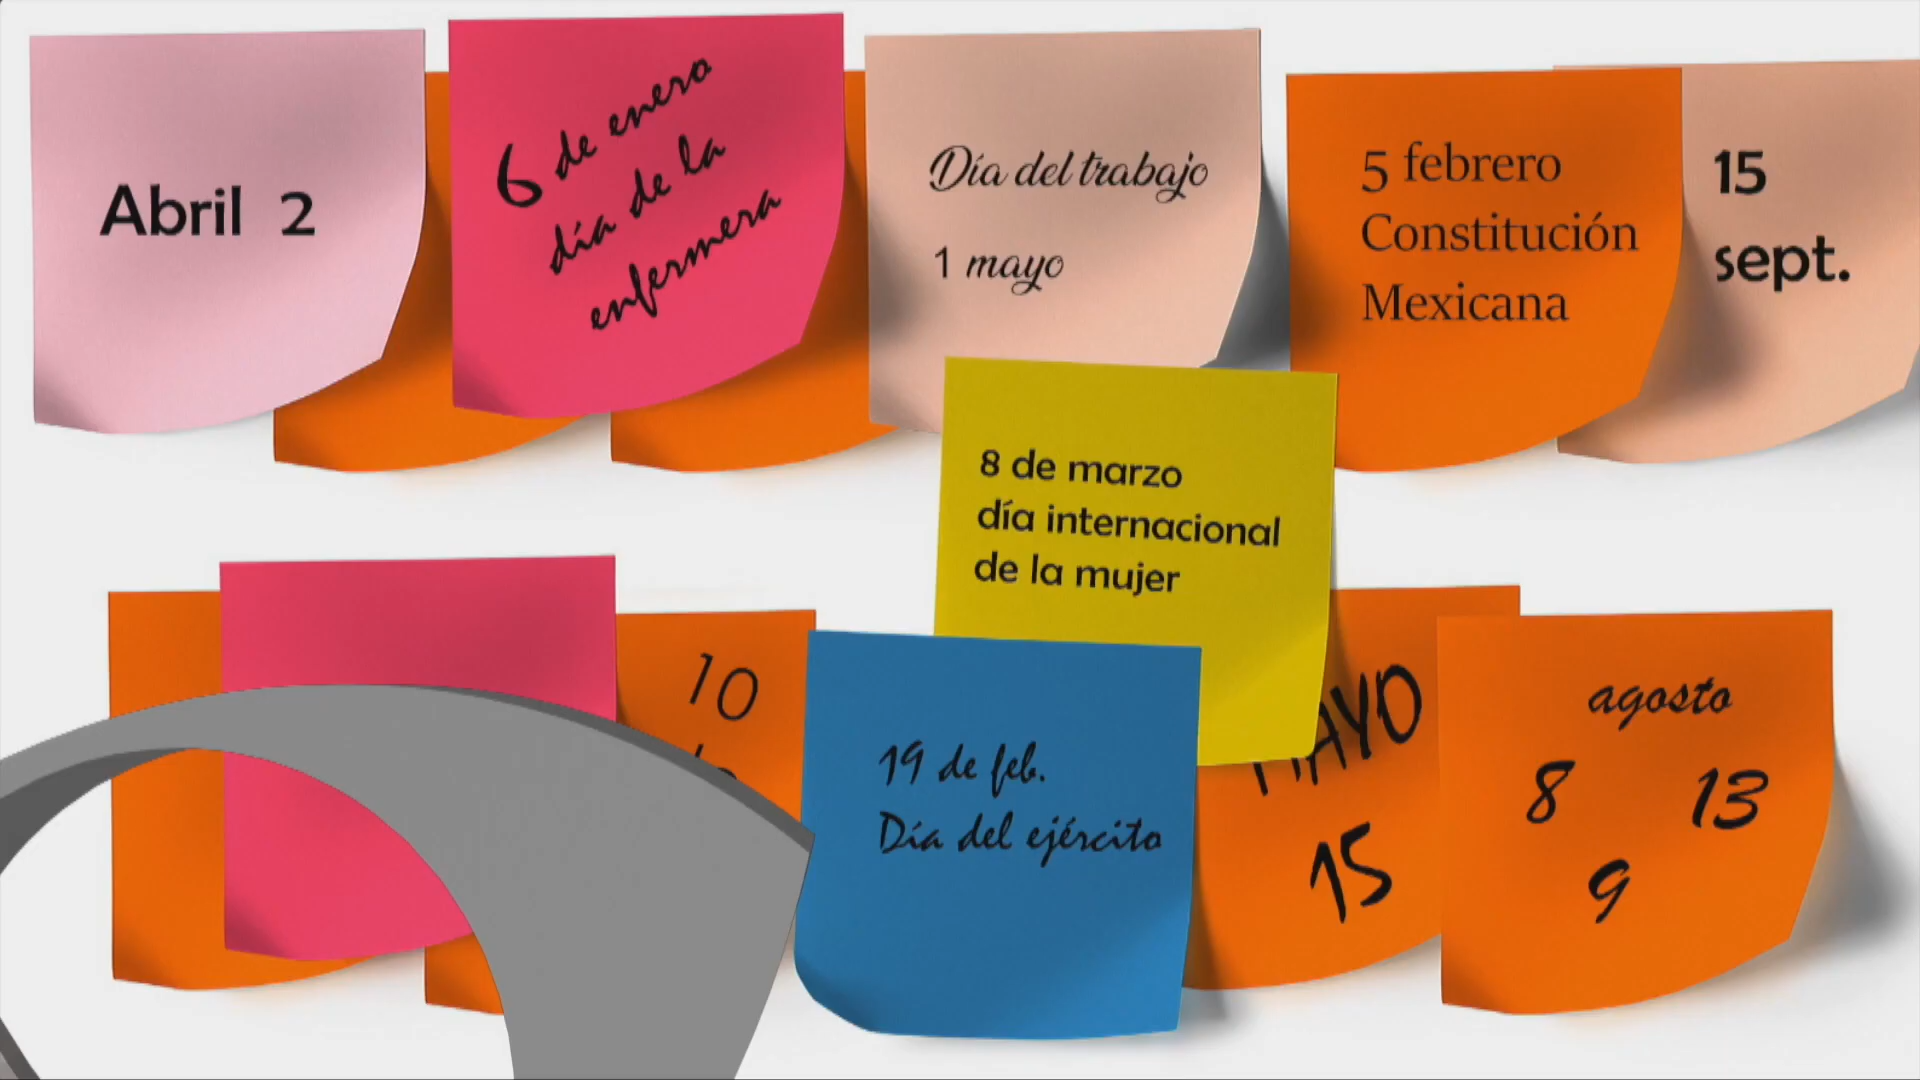 Abril 2
6 de enero
día de la
enfermera
Día del trabajo
1 mayo
5 febrero
Constitución
Mexicana
15
sept.
8 de marzo
día internacional
de la mujer
10
19 de feb.
Día del ejército
MAYO
15
agosto
8 13
9